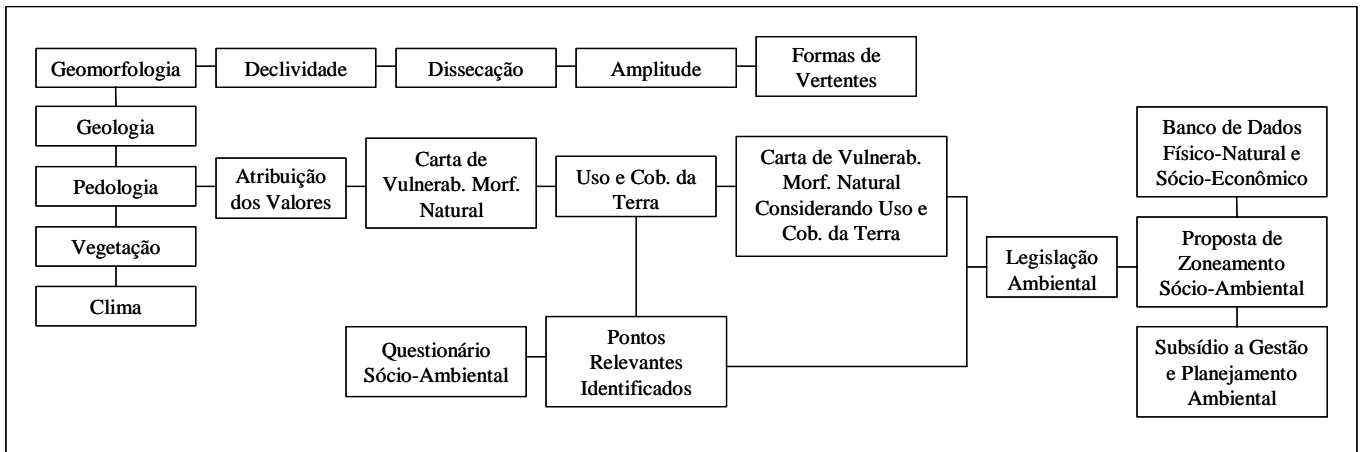 Geomorfologia
Declividade
Dissecação
Amplitude
Formas de
Vertentes
Geologia
Pedologia
Vegetação
Clima
Atribuição
dos Valores
Carta de
Vulnerab. Morf.
Natural
Uso e Cob. da
Terra
Carta de Vulnerab.
Morf. Natural
Considerando Uso e
Cob. da Terra
Questionário
Sócio-Ambiental
Pontos
Relevantes
Identificados
Legislação
Ambiental
Banco de Dados
Físico-Natural e
Sócio-Econômico
Proposta de
Zoneamento
Sócio-Ambiental
Subsídio a Gestão
e Planejamento
Ambiental